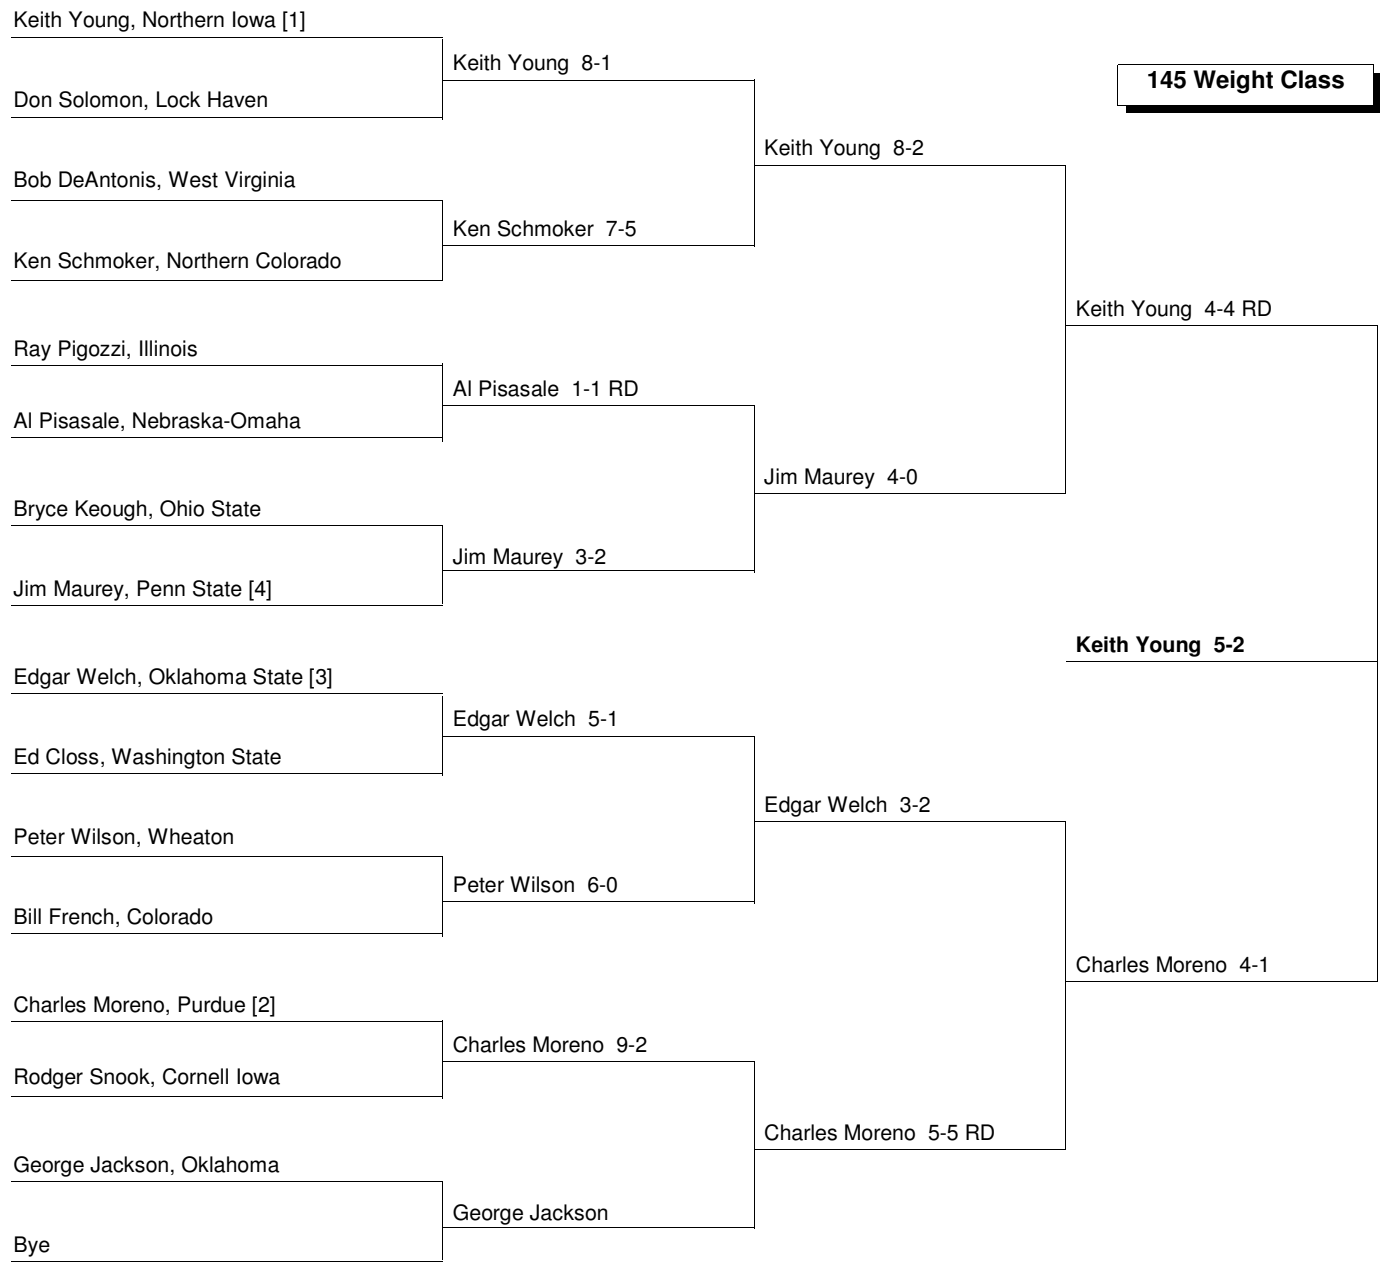 Keith Young, Northern Iowa [1]
Keith Young 8-1
145 Weight Class
Don Solomon, Lock Haven
Keith Young 8-2
Bob DeAntonis, West Virginia
Ken Schmoker 7-5
Ken Schmoker, Northern Colorado
Keith Young 4-4 RD
Ray Pigozzi, Illinois
Al Pisasale 1-1 RD
Al Pisasale, Nebraska-Omaha
Jim Maurey 4-0
Bryce Keough, Ohio State
Jim Maurey 3-2
Jim Maurey, Penn State [4]
Keith Young 5-2
Edgar Welch, Oklahoma State [3]
Edgar Welch 5-1
Ed Closs, Washington State
Edgar Welch 3-2
Peter Wilson, Wheaton
Peter Wilson 6-0
Bill French, Colorado
Charles Moreno 4-1
Charles Moreno, Purdue [2]
Charles Moreno 9-2
Rodger Snook, Cornell Iowa
Charles Moreno 5-5 RD
George Jackson, Oklahoma
George Jackson
Bye